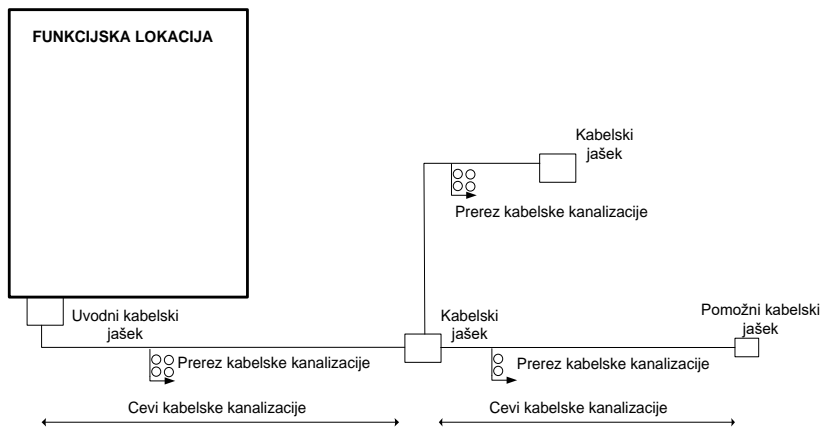 FUNKCIJSKA LOKACIJA
Kabelski
jašek
Prerez kabelske kanalizacije
Uvodni kabelski
jašek
Kabelski
jašek
Pomožni kabelski
jašek
Prerez kabelske kanalizacije
Prerez kabelske kanalizacije
Cevi kabelske kanalizacije
Cevi kabelske kanalizacije